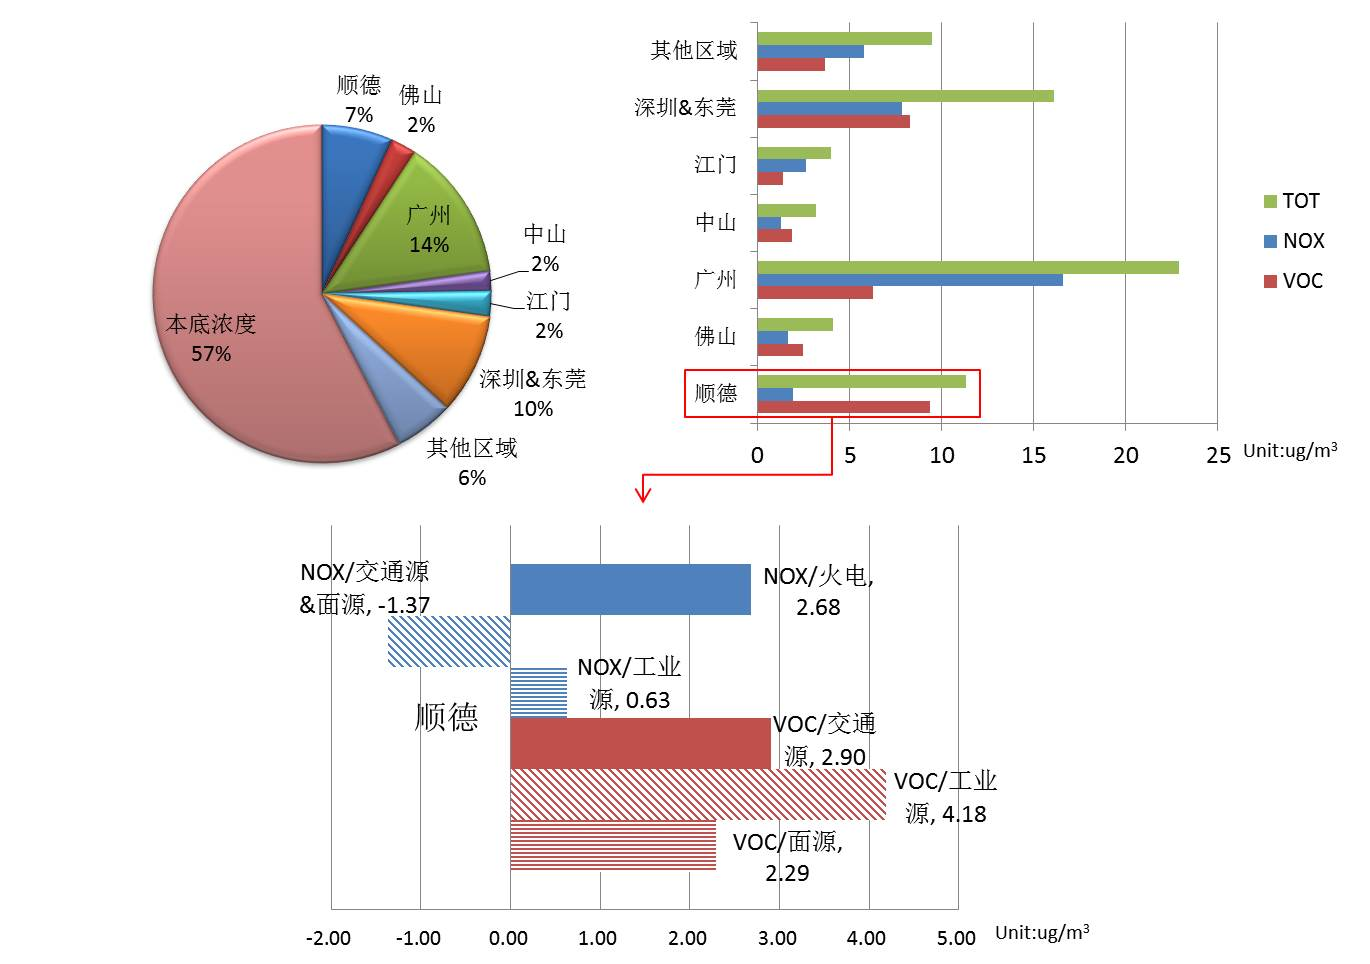 顺德
7%
佛山
2%
广州
14%
中山
2%
江门
2%
深圳&东莞
10%
其他区域
6%
本底浓度
57%
其他区域
深圳&东莞
江门
中山
广州
佛山
顺德
0 5 10 15 20 25
Unit:ug/m³
TOT
NOX
VOC
NOX/交通源
&面源, -1.37
NOX/火电,
2.68
NOX/工业
源, 0.63
顺德
VOC/交通
源, 2.90
VOC/工业
源, 4.18
VOC/面源,
2.29
-2.00 -1.00 0.00 1.00 2.00 3.00 4.00 5.00
Unit:ug/m³